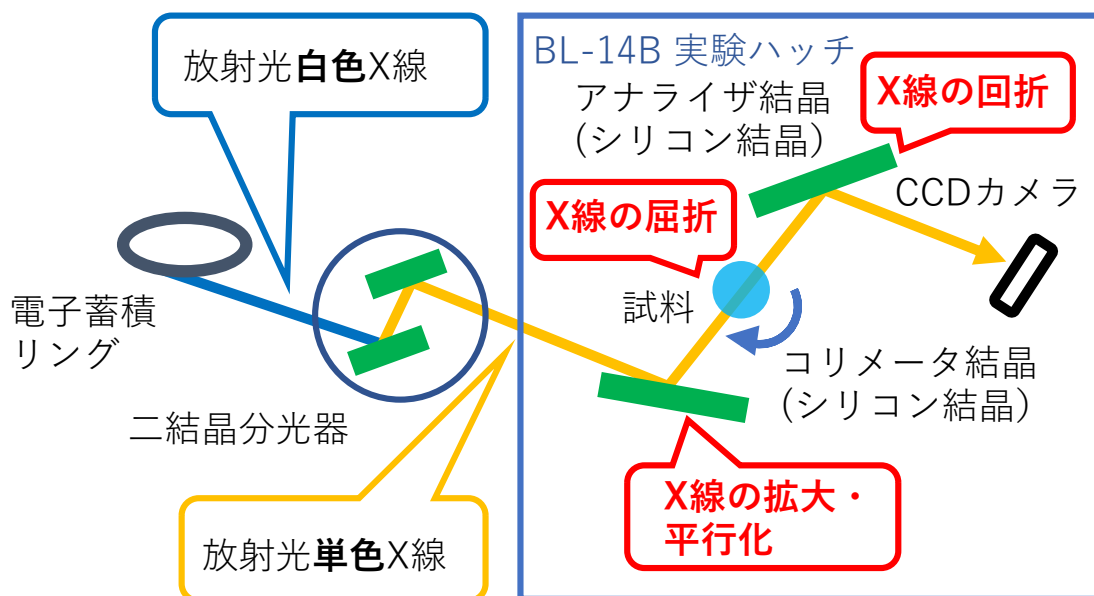 放射光白色X線
BL-14B 実験ハッチ
アナライザ結晶
(シリコン結晶)
X線の回折
CCDカメラ
X線の屈折
試料
電子蓄積
リング
コリメータ結晶
(シリコン結晶)
二結晶分光器
X線の拡大・
平行化
放射光単色X線